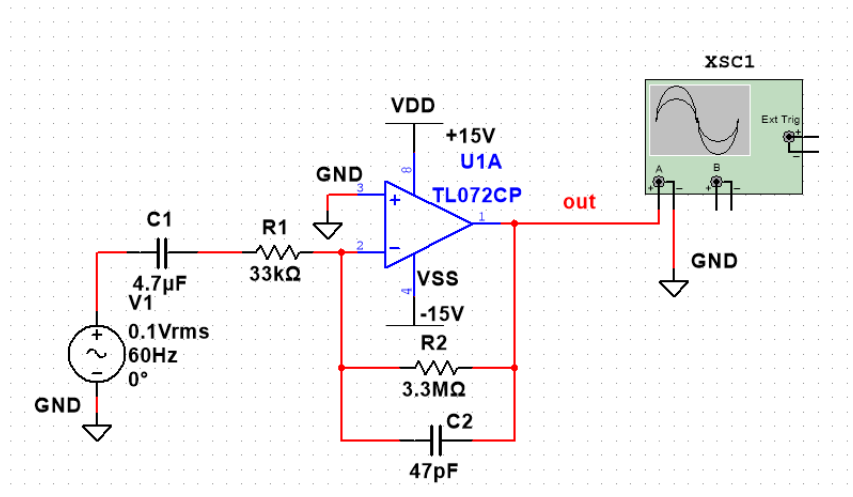 XSC1
Ext Trig
+
−
A
B
+ −
+ −
VDD
+15V
U1A
8
GND
3
TL072CP
+
1
out
C1
R1
2
−
4.7µF
33kΩ
VSS
4
GND
V1
-15V
+
0.1Vrms
60Hz
−
0°
R2
3.3MΩ
GND
C2
47pF